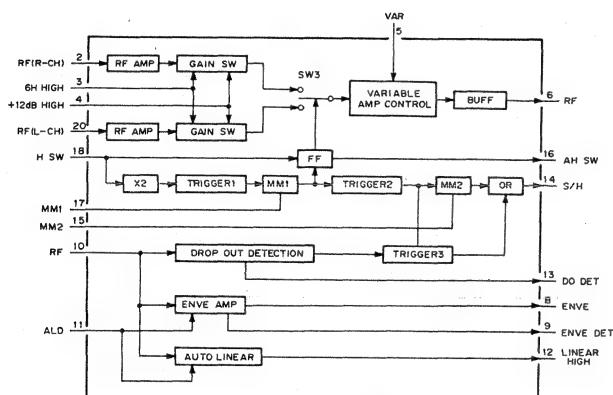 VAR
5
RF(R-CH) 2 RF AMP GAIN SW SW3
6H HIGH 3
+12dB HIGH 4 VARIABLE AMP CONTROL BUFF 6 RF
RF(L-CH) 20 RF AMP GAIN SW
H SW 18 FF 16 AH SW
X2 TRIGGER1 MM1 TRIGGER2 MM2 OR 14 S/H
MM1 17
MM2 15
RF 10 DROP OUT DETECTION TRIGGER3
13 DO DET
ENVE AMP 8 ENVE
ALD 11 9 ENVE DET
AUTO LINEAR 12 LINEAR HIGH